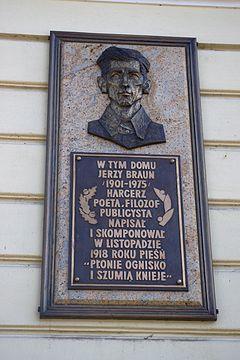 W TYM DOMU
JERZY BRAUN
/1901-1975/
HARCERZ
POETA, FILOZOF
PUBLICYSTA
NAPISAŁ
I SKOMPONOWAŁ
W LISTOPADZIE
1918 ROKU PIEŚŃ
"PŁONIE OGNISKO
I SZUMIĄ KNIEJE"